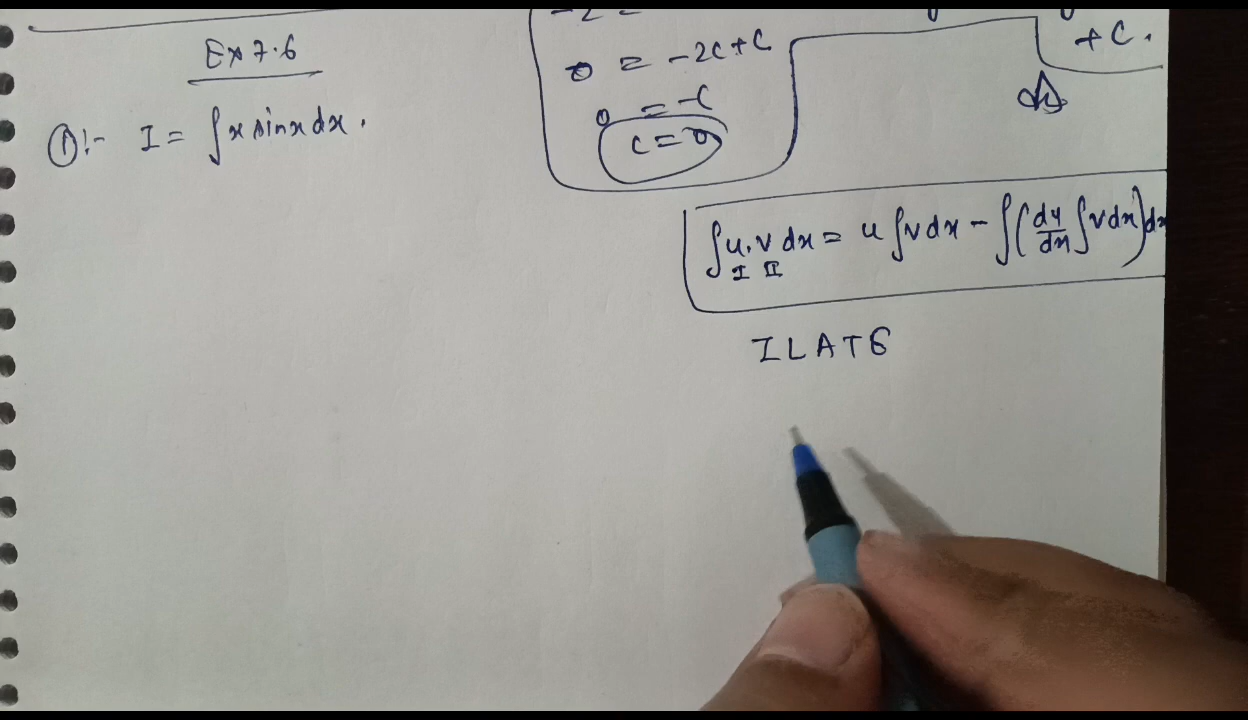 Ex 7.6
①:- I = ∫x sinx dx.
0 = -2c+c
0 = -c
c = 0
+ c.
∫u.v dx = u ∫v dx - ∫(du/dx ∫v dx) dx
I II
ILATE